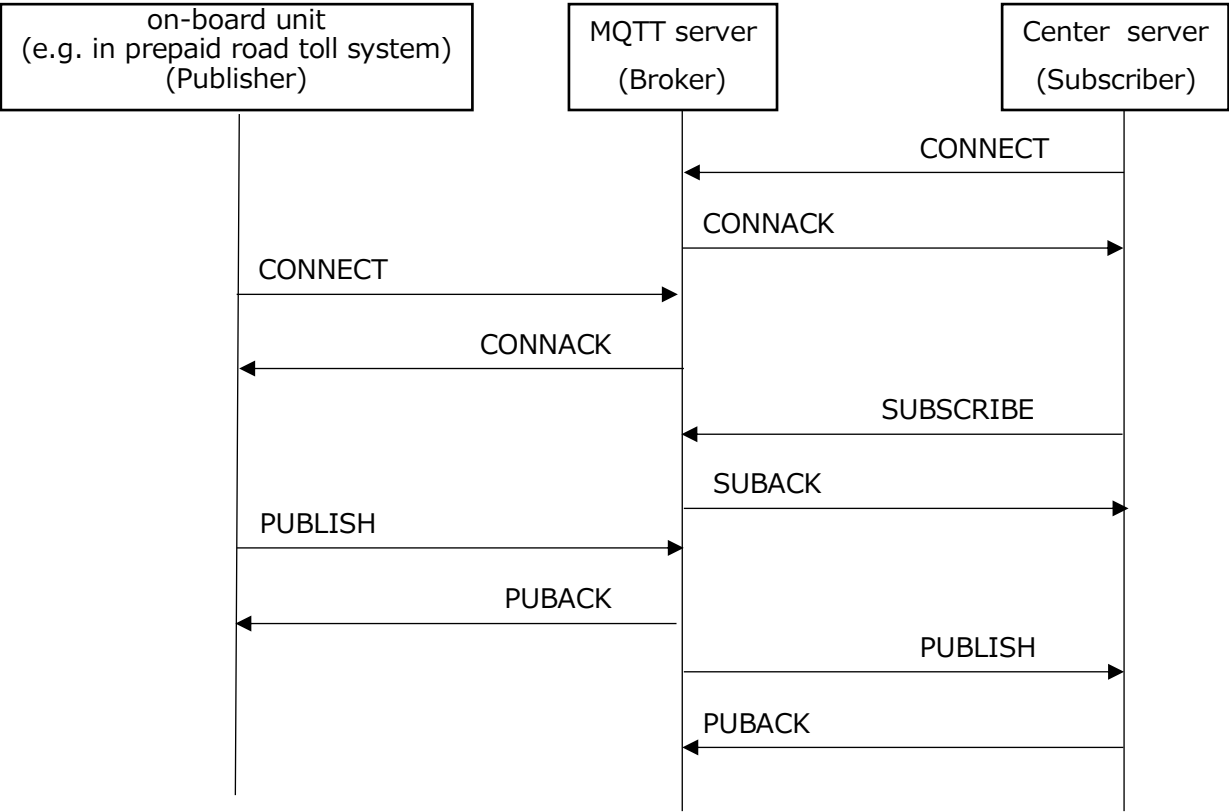 on-board unit
(e.g. in prepaid road toll system)
(Publisher)
MQTT server
(Broker)
Center server
(Subscriber)
CONNECT
CONNACK
CONNECT
CONNACK
SUBSCRIBE
SUBACK
PUBLISH
PUBACK
PUBLISH
PUBACK